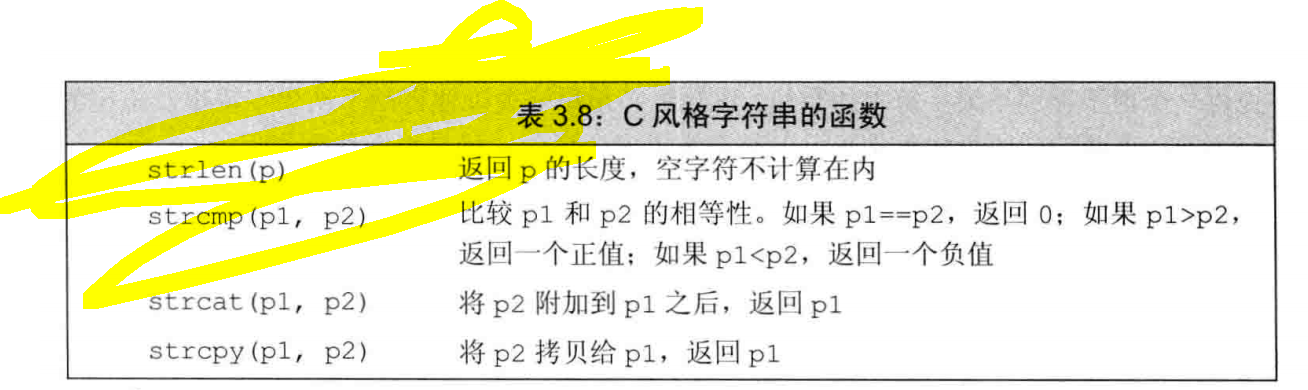 表 3.8：C 风格字符串的函数
strlen(p) 返回 p 的长度，空字符不计算在内
strcmp(p1, p2) 比较 p1 和 p2 的相等性。如果 p1==p2，返回 0；如果 p1>p2，
返回一个正值；如果 p1<p2，返回一个负值
strcat(p1, p2) 将 p2 附加到 p1 之后，返回 p1
strcpy(p1, p2) 将 p2 拷贝给 p1，返回 p1